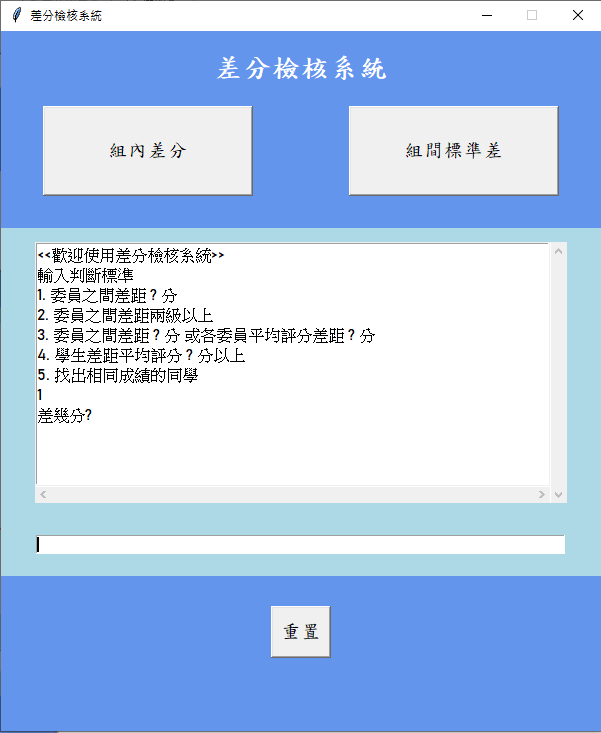 差分檢核系統
差分檢核系統
組內差分
組間標準差
<<歡迎使用差分檢核系統>>
輸入判斷標準
1. 委員之間差距 ? 分
2. 委員之間差距兩級以上
3. 委員之間差距 ? 分 或各委員平均評分差距 ? 分
4. 學生差距平均評分 ? 分以上
5. 找出相同成績的同學
1
差幾分?
重置